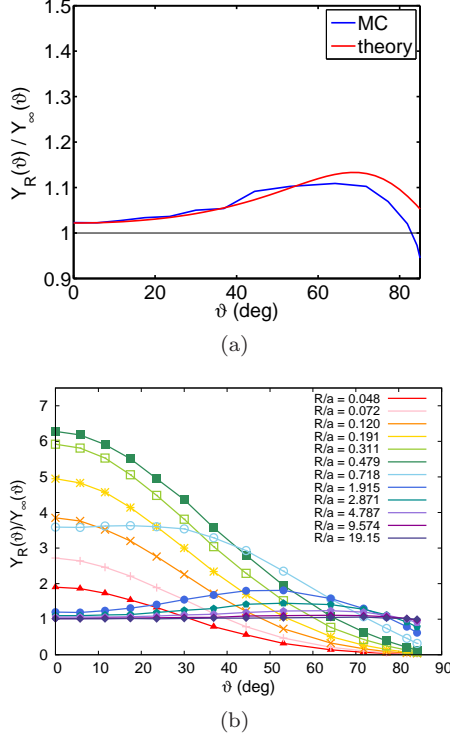 1.5
MC
theory
1.4
1.3
1.2
1.1
1
0.9
Y_R(ϑ) / Y_∞(ϑ)
0 20 40 60 80
ϑ (deg)
(a)
7
6
5
4
3
2
1
0
Y_R(ϑ)/Y_∞(ϑ)
R/a = 0.048
R/a = 0.072
R/a = 0.120
R/a = 0.191
R/a = 0.311
R/a = 0.479
R/a = 0.718
R/a = 1.915
R/a = 2.871
R/a = 4.787
R/a = 9.574
R/a = 19.15
0 10 20 30 40 50 60 70 80 90
ϑ (deg)
(b)